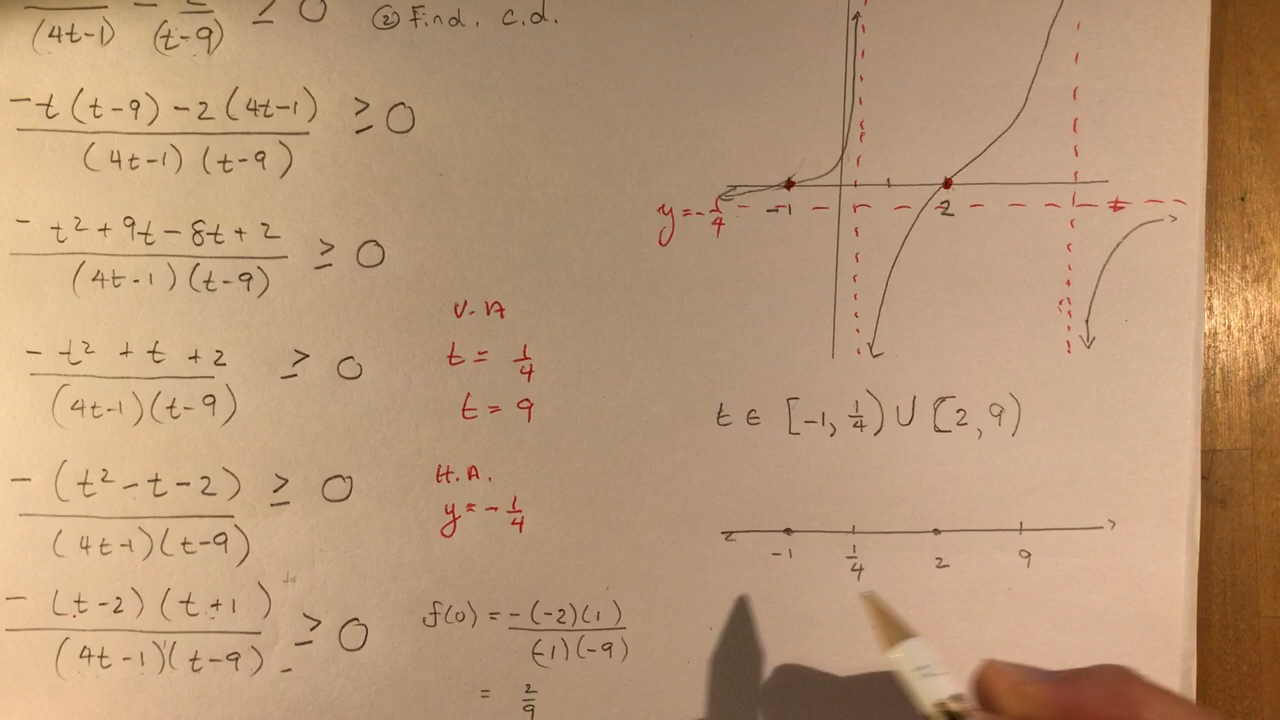 (4t-1) (t-9) ≥ 0
② Find. c.d.
-t(t-9) - 2(4t-1) ≥ 0
(4t-1)(t-9)
-t² + 9t - 8t + 2 ≥ 0
(4t-1)(t-9)
-t² + t + 2 ≥ 0
(4t-1)(t-9)
-(t² - t - 2) ≥ 0
(4t-1)(t-9)
-(t-2)(t+1) ≥ 0
(4t-1)(t-9)
V.A
t = 1/4
t = 9
H.A.
y = -1/4
f(0) = -(-2)(1)
(-1)(-9)
= 2/9
y = -1/4
-1
2
t ∈ [-1, 1/4) ∪ [2, 9)
-1 1/4 2 9